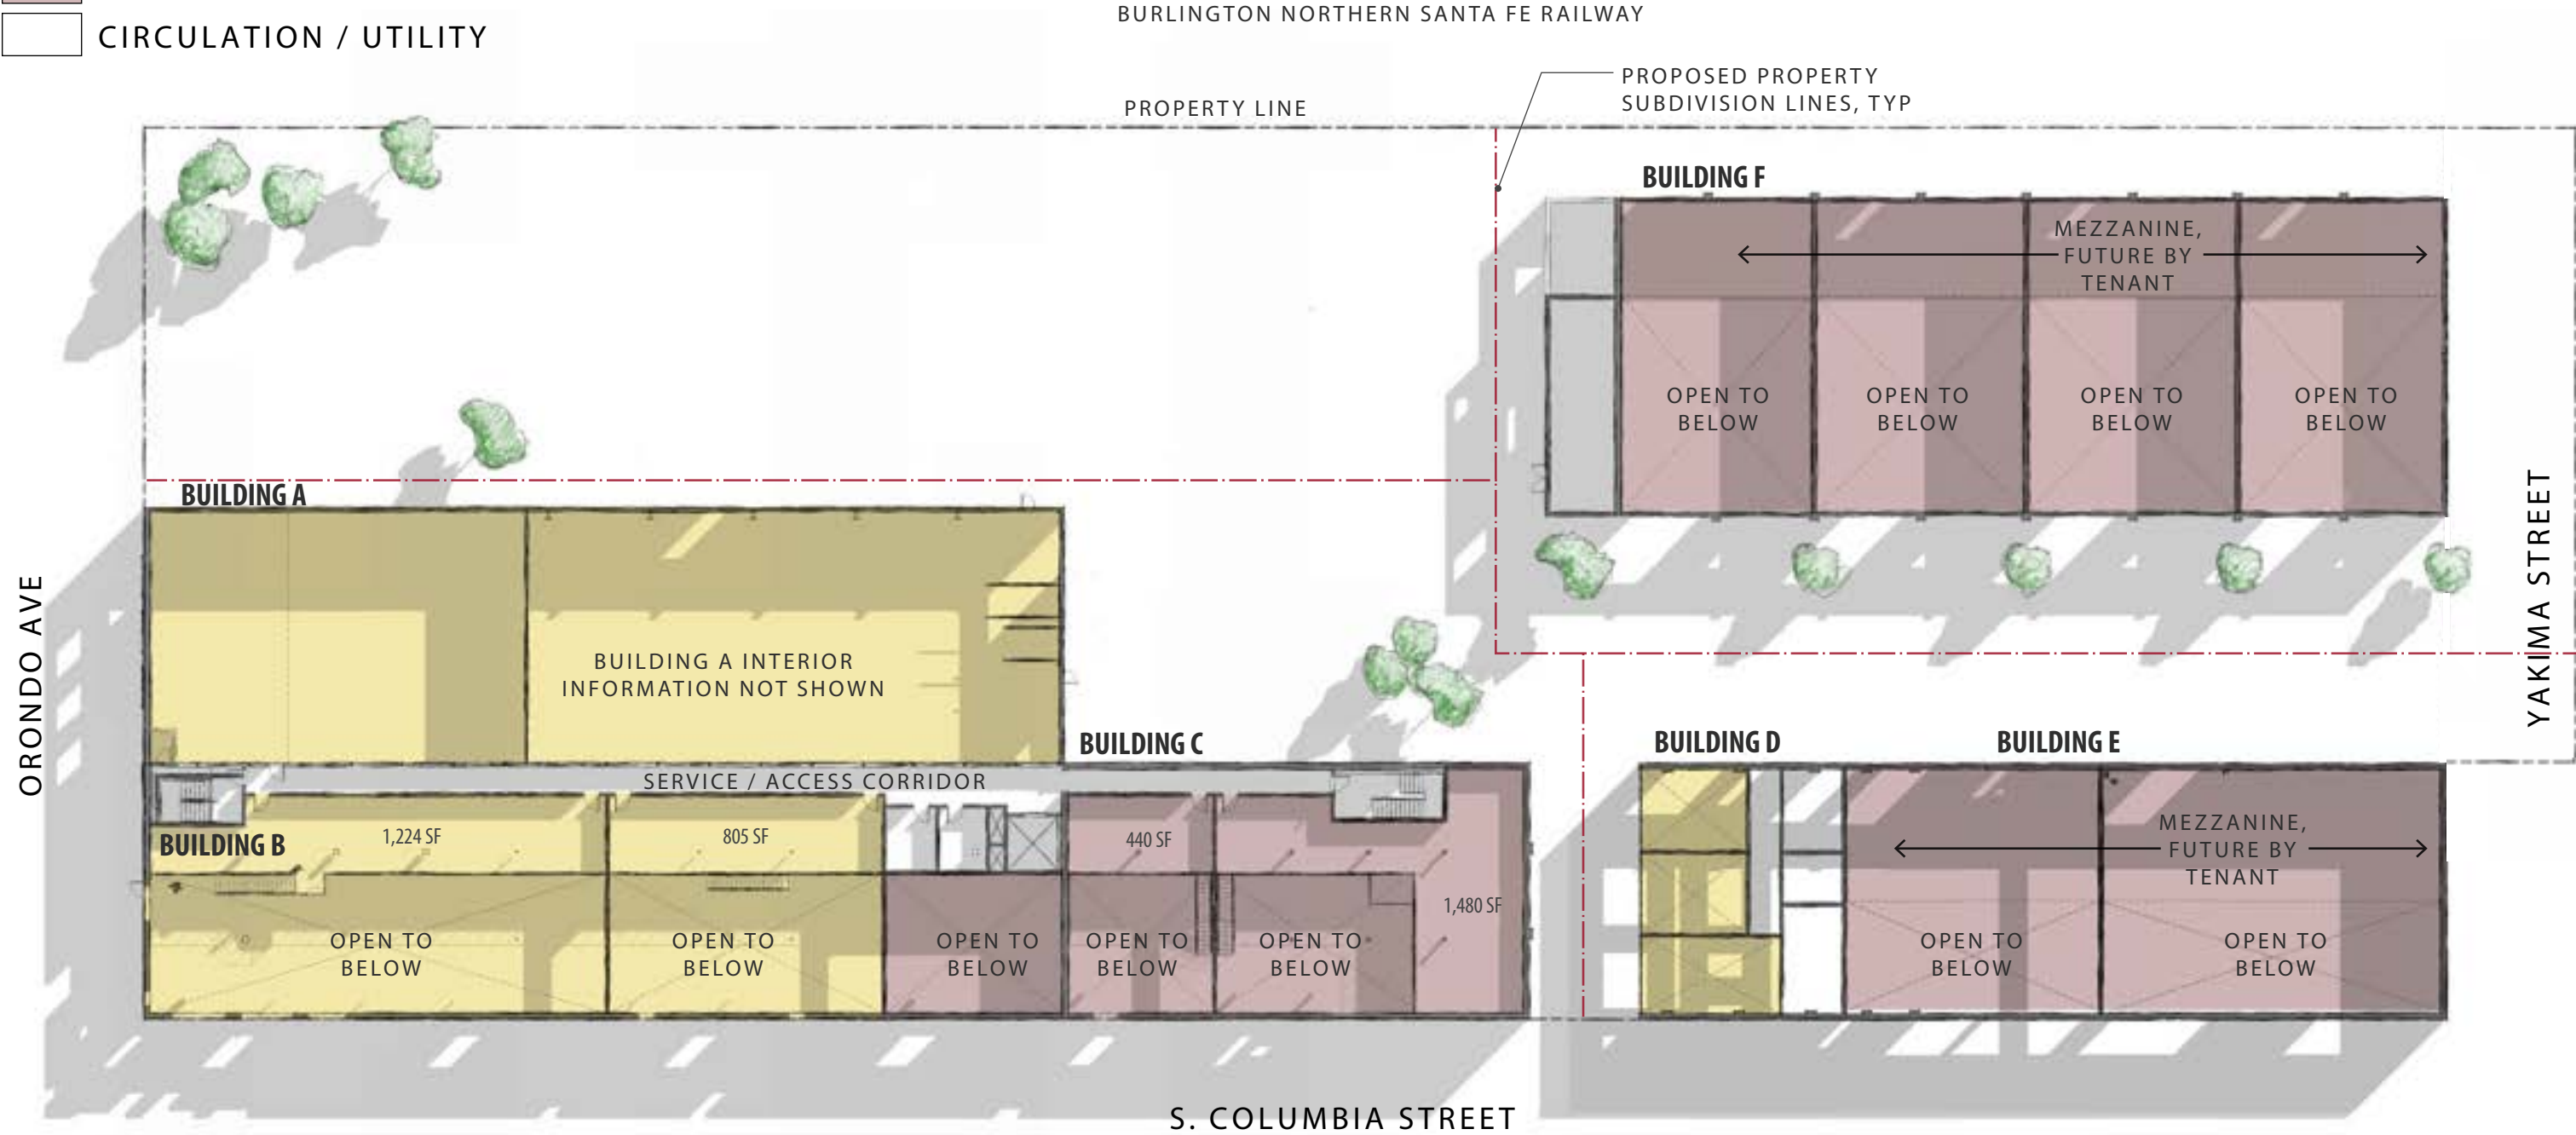 BURLINGTON NORTHERN SANTA FE RAILWAY
CIRCULATION / UTILITY
PROPOSED PROPERTY
SUBDIVISION LINES, TYP
PROPERTY LINE
BUILDING F
MEZZANINE,
FUTURE BY
TENANT
OPEN TO
BELOW
OPEN TO
BELOW
OPEN TO
BELOW
OPEN TO
BELOW
YAKIMA STREET
ORONDO AVE
BUILDING A
BUILDING A INTERIOR
INFORMATION NOT SHOWN
BUILDING C
BUILDING D
BUILDING E
SERVICE / ACCESS CORRIDOR
BUILDING B
1,224 SF
805 SF
440 SF
1,480 SF
MEZZANINE,
FUTURE BY
TENANT
OPEN TO
BELOW
OPEN TO
BELOW
OPEN TO
BELOW
OPEN TO
BELOW
OPEN TO
BELOW
OPEN TO
BELOW
OPEN TO
BELOW
S. COLUMBIA STREET